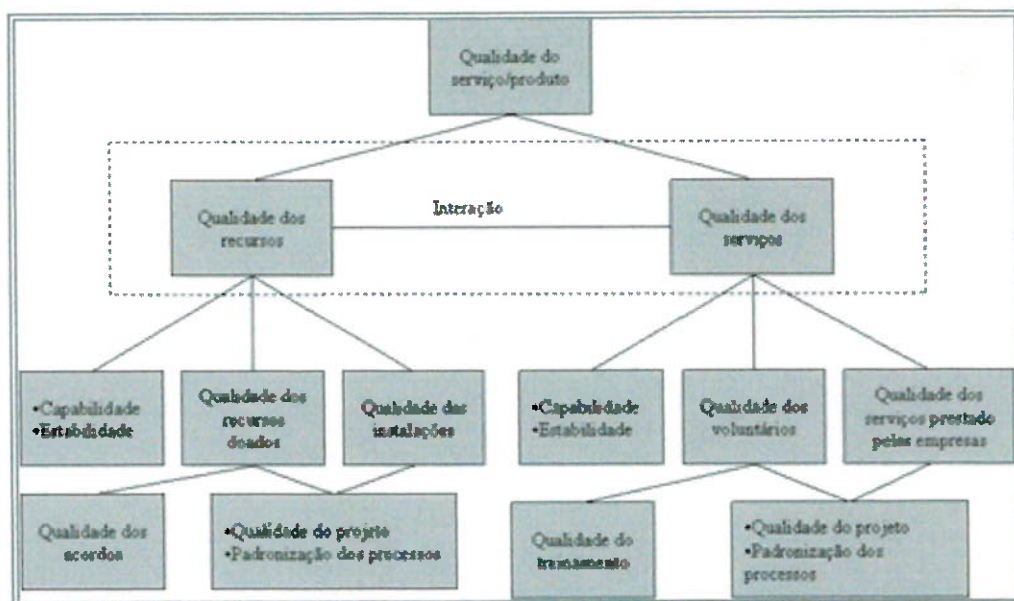 Qualidade do
serviço/produto
Interação
Qualidade dos
recursos
Qualidade dos
serviços
•Capabilidade
•Estabilidade
Qualidade dos
recursos
doados
Qualidade das
instalações
•Capabilidade
•Estabilidade
Qualidade dos
voluntários
Qualidade dos
serviços prestado
pelas empresas
Qualidade dos
acordos
•Qualidade do projeto
•Padronização dos processos
Qualidade do
treinamento
•Qualidade do projeto
•Padronização dos
processos